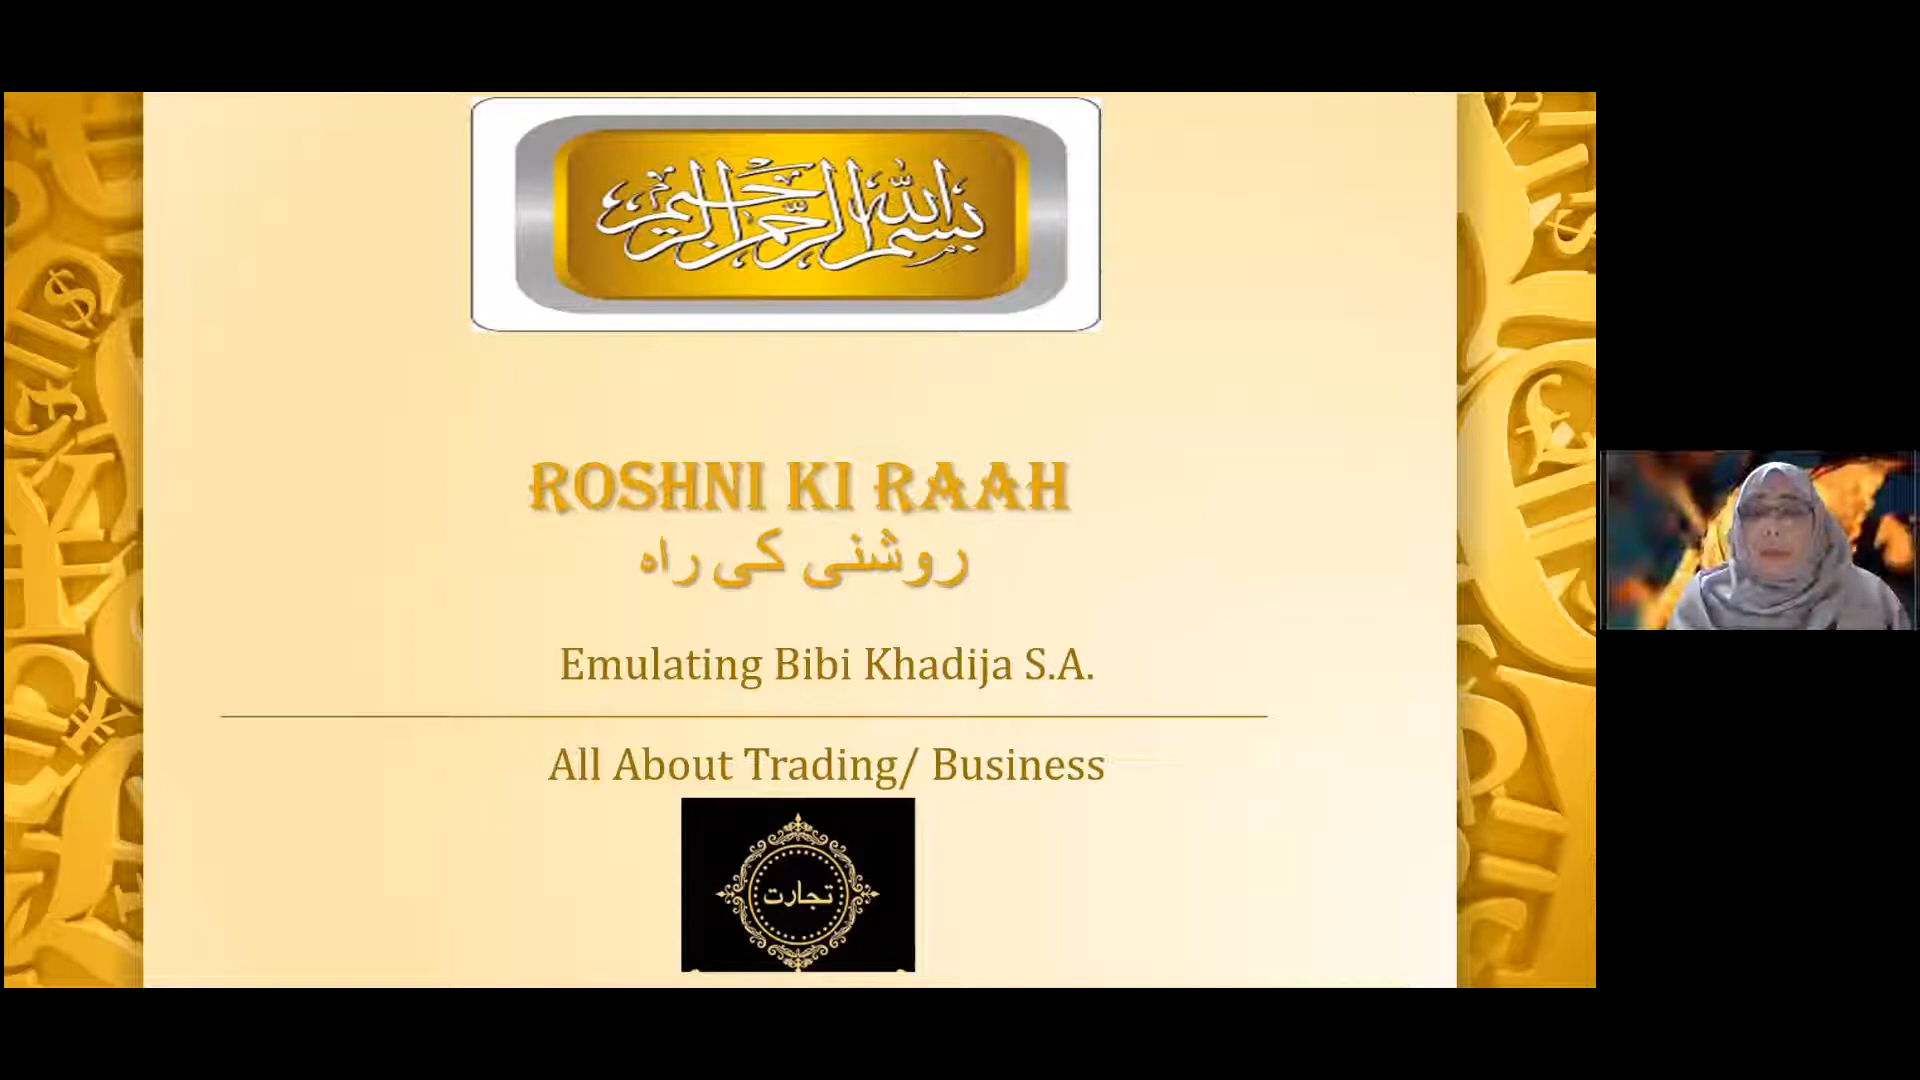 بسم الله الرحمن الرحيم
ROSHNI KI RAAH
روشنی کی راہ
Emulating Bibi Khadija S.A.
All About Trading/ Business
تجارت